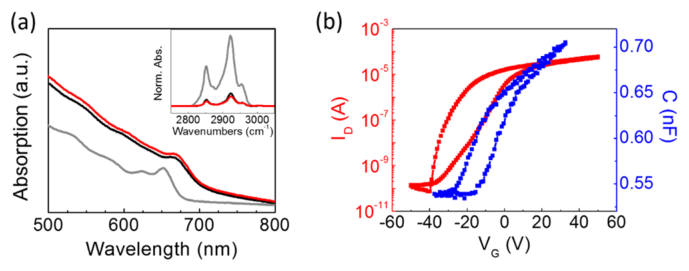 (a)
Absorption (a.u.)
500 600 700 800
Wavelength (nm)
Norm. Abs.
2800 2900 3000
Wavenumbers (cm⁻¹)
(b)
I_D (A)
10⁻³
10⁻⁵
10⁻⁷
10⁻⁹
10⁻¹¹
-60 -40 -20 0 20 40 60
V_G (V)
0.70
0.65
0.60
0.55
C (nF)